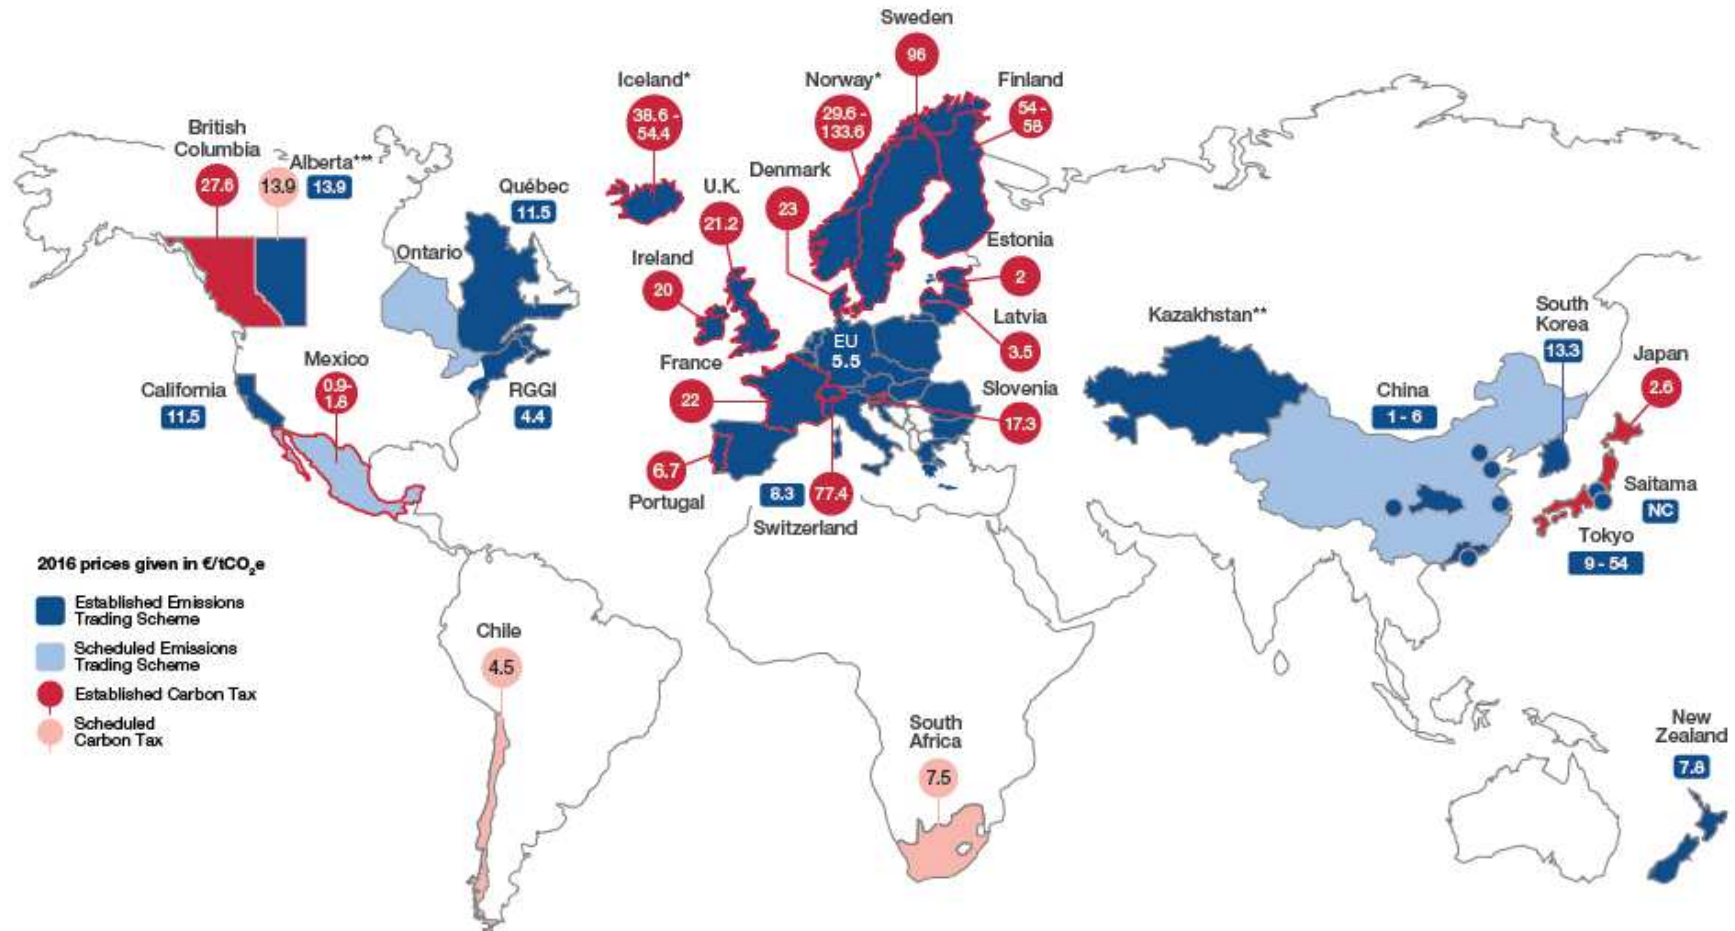 Sweden
96
Iceland*
38.6 -
54.4
Norway*
29.6 -
133.6
Finland
54 -
58
British
Columbia
27.6
Alberta***
13.9
13.9
Québec
11.5
Ontario
U.K.
21.2
Denmark
23
Ireland
20
Estonia
2
Latvia
3.5
EU
5.5
France
22
Slovenia
17.3
Portugal
6.7
8.3
77.4
Switzerland
Mexico
0.9-
1.8
California
11.5
RGGI
4.4
Kazakhstan**
China
1 - 6
South
Korea
13.3
Japan
2.6
Saitama
NC
Tokyo
9 - 54
2016 prices given in €/tCO₂e
Established Emissions
Trading Scheme
Scheduled Emissions
Trading Scheme
Established Carbon Tax
Scheduled
Carbon Tax
Chile
4.5
South
Africa
7.5
New
Zealand
7.8